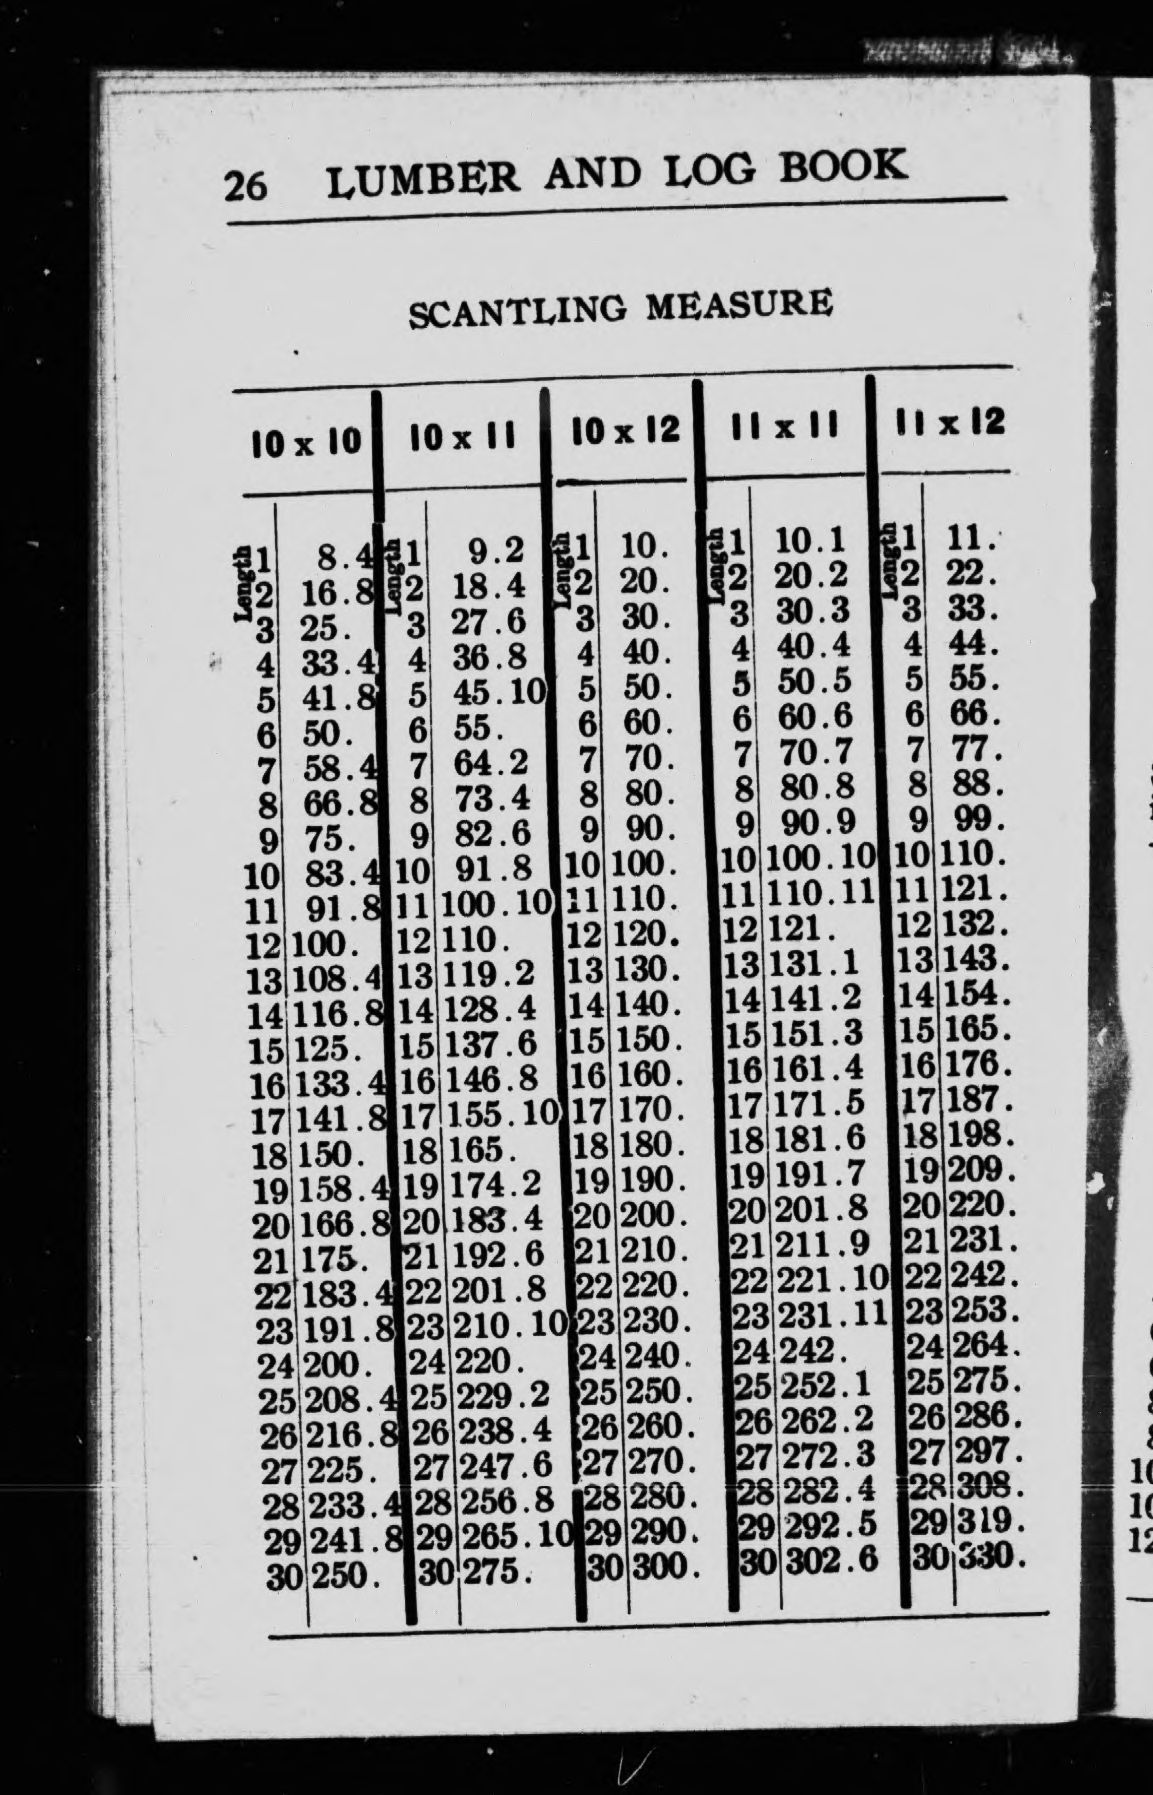 26 LUMBER AND LOG BOOK
SCANTLING MEASURE
10 x 10 10 x 11 10 x 12 11 x 11 11 x 12
Length Length Length Length Length
1 8.4 1 9.2 1 10. 1 10.1 1 11.
2 16.8 2 18.4 2 20. 2 20.2 2 22.
3 25. 3 27.6 3 30. 3 30.3 3 33.
4 33.4 4 36.8 4 40. 4 40.4 4 44.
5 41.8 5 45.10 5 50. 5 50.5 5 55.
6 50. 6 55. 6 60. 6 60.6 6 66.
7 58.4 7 64.2 7 70. 7 70.7 7 77.
8 66.8 8 73.4 8 80. 8 80.8 8 88.
9 75. 9 82.6 9 90. 9 90.9 9 99.
10 83.4 10 91.8 10 100. 10 100.10 10 110.
11 91.8 11 100.10 11 110. 11 110.11 11 121.
12 100. 12 110. 12 120. 12 121. 12 132.
13 108.4 13 119.2 13 130. 13 131.1 13 143.
14 116.8 14 128.4 14 140. 14 141.2 14 154.
15 125. 15 137.6 15 150. 15 151.3 15 165.
16 133.4 16 146.8 16 160. 16 161.4 16 176.
17 141.8 17 155.10 17 170. 17 171.5 17 187.
18 150. 18 165. 18 180. 18 181.6 18 198.
19 158.4 19 174.2 19 190. 19 191.7 19 209.
20 166.8 20 183.4 20 200. 20 201.8 20 220.
21 175. 21 192.6 21 210. 21 211.9 21 231.
22 183.4 22 201.8 22 220. 22 221.10 22 242.
23 191.8 23 210.10 23 230. 23 231.11 23 253.
24 200. 24 220. 24 240. 24 242. 24 264.
25 208.4 25 229.2 25 250. 25 252.1 25 275.
26 216.8 26 238.4 26 260. 26 262.2 26 286.
27 225. 27 247.6 27 270. 27 272.3 27 297.
28 233.4 28 256.8 28 280. 28 282.4 28 308.
29 241.8 29 265.10 29 290. 29 292.5 29 319.
30 250. 30 275. 30 300. 30 302.6 30 330.